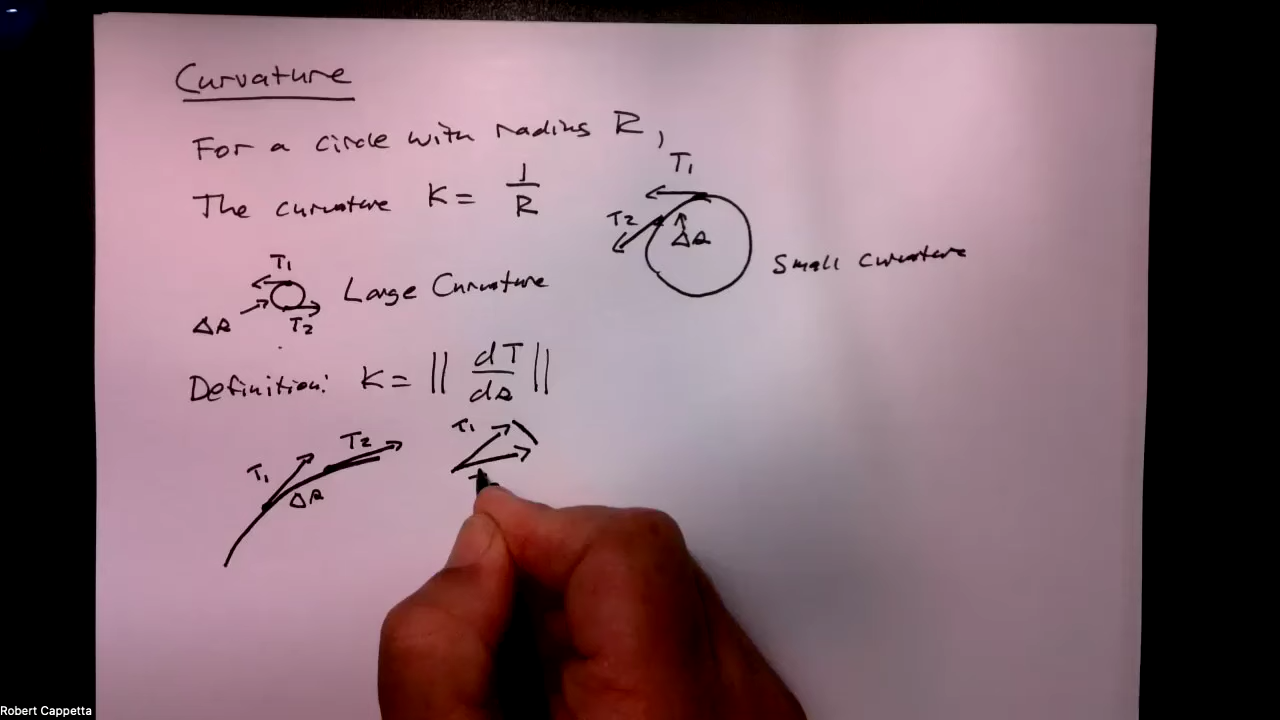 Curvature
For a circle with radius R,
The curvature K = 1/R
T1
T2
Δs
Small Curvature
T1
Δs
T2
Large Curvature
Definition: K = || dT/ds ||
T1
T2
Δs
T1
Robert Cappetta